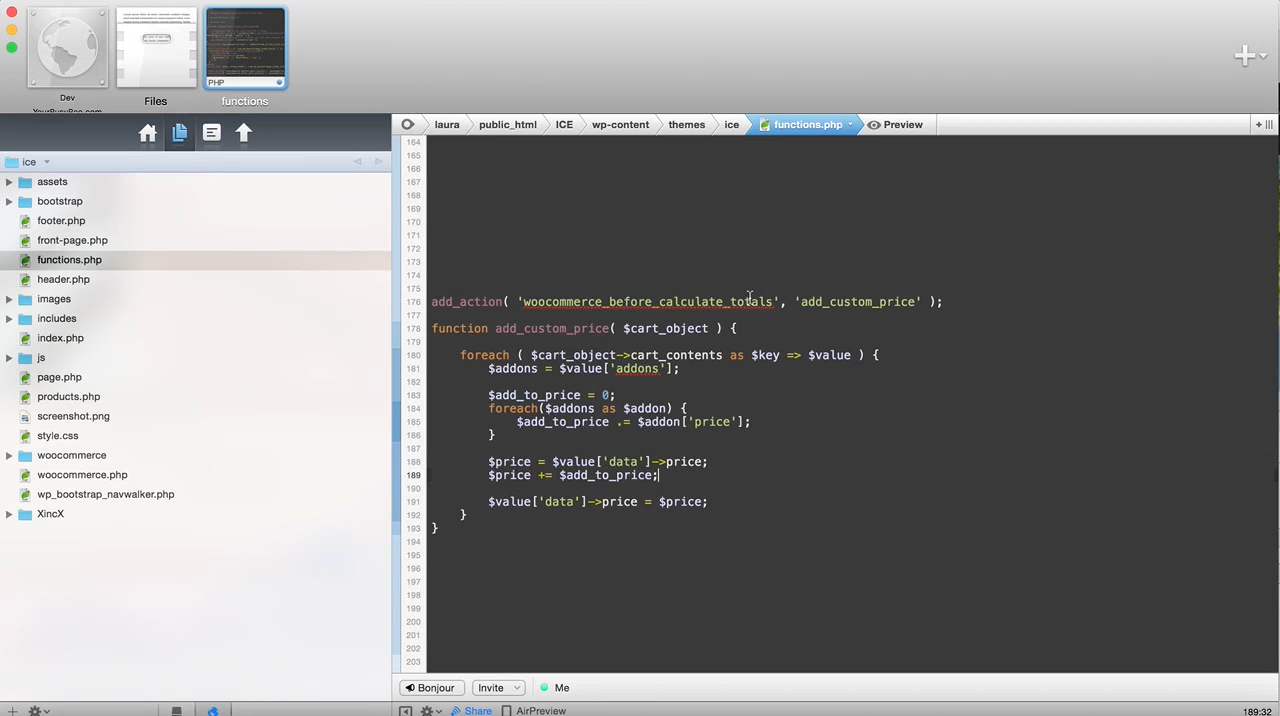 PHP
Dev
YourBusyBee.com
Files
functions
laura
public_html
ICE
wp-content
themes
ice
functions.php
Preview
ice
assets
bootstrap
footer.php
front-page.php
functions.php
header.php
images
includes
index.php
js
page.php
products.php
screenshot.png
style.css
woocommerce
woocommerce.php
wp_bootstrap_navwalker.php
XincX
164
165
166
167
168
169
170
171
172
173
174
175
176 add_action( 'woocommerce_before_calculate_totals', 'add_custom_price' );
177
178 function add_custom_price( $cart_object ) {
179
180 foreach ( $cart_object->cart_contents as $key => $value ) {
181 $addons = $value['addons'];
182
183 $add_to_price = 0;
184 foreach($addons as $addon) {
185 $add_to_price .= $addon['price'];
186 }
187
188 $price = $value['data']->price;
189 $price += $add_to_price;
190
191 $value['data']->price = $price;
192 }
193 }
194
195
196
197
198
199
200
201
202
203
Bonjour
Invite
Me
Share
AirPreview
189:32